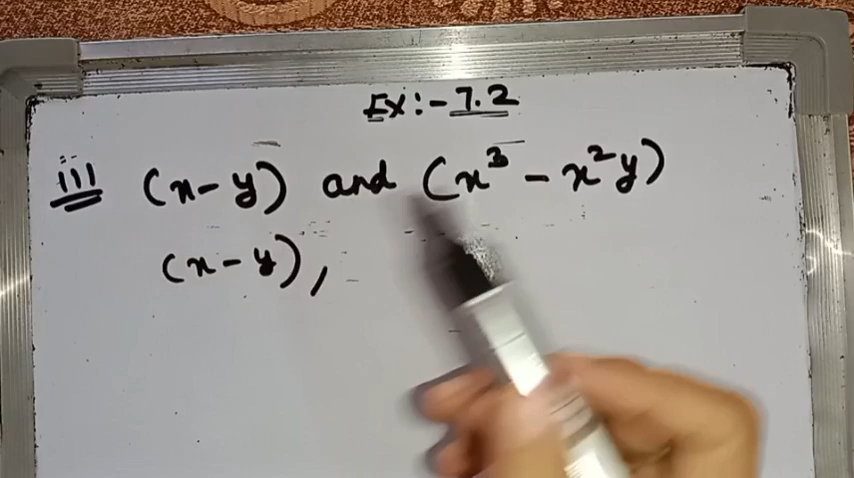 Ex:- 7.2
iii (x-y) and (x³ - x²y)
(x-y),